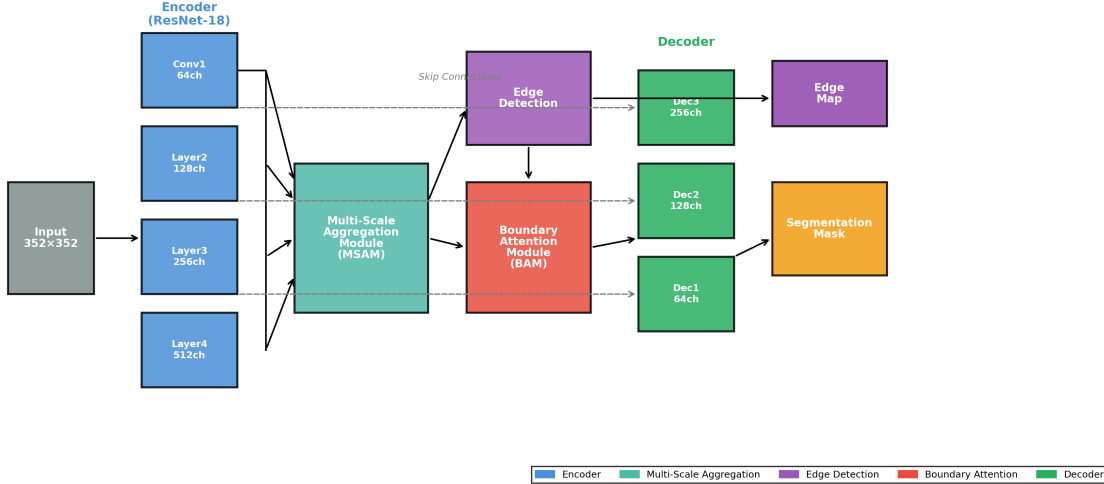 Encoder
(ResNet-18)
Conv1
64ch
Layer2
128ch
Layer3
256ch
Layer4
512ch
Input
352×352
Multi-Scale
Aggregation
Module
(MSAM)
Skip Connections
Edge
Detection
Boundary
Attention
Module
(BAM)
Decoder
Dec3
256ch
Dec2
128ch
Dec1
64ch
Edge
Map
Segmentation
Mask
Encoder
Multi-Scale Aggregation
Edge Detection
Boundary Attention
Decoder